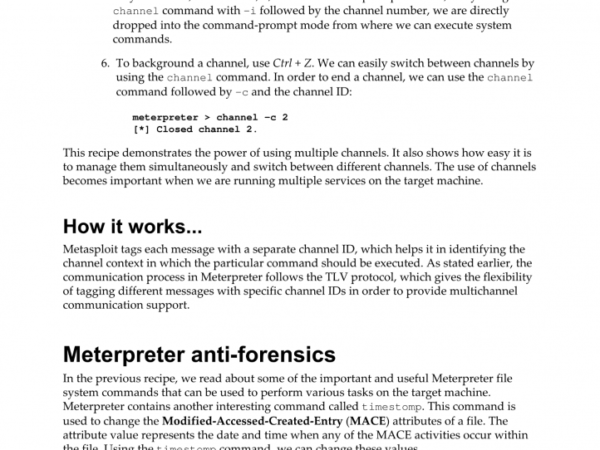 channel command with -i followed by the channel number, we are directly
dropped into the command-prompt mode from where we can execute system
commands.
6. To background a channel, use Ctrl + Z. We can easily switch between channels by
using the channel command. In order to end a channel, we can use the channel
command followed by -c and the channel ID:
meterpreter > channel -c 2
[*] Closed channel 2.
This recipe demonstrates the power of using multiple channels. It also shows how easy it is
to manage them simultaneously and switch between different channels. The use of channels
becomes important when we are running multiple services on the target machine.
How it works...
Metasploit tags each message with a separate channel ID, which helps it in identifying the
channel context in which the particular command should be executed. As stated earlier, the
communication process in Meterpreter follows the TLV protocol, which gives the flexibility
of tagging different messages with specific channel IDs in order to provide multichannel
communication support.
Meterpreter anti-forensics
In the previous recipe, we read about some of the important and useful Meterpreter file
system commands that can be used to perform various tasks on the target machine.
Meterpreter contains another interesting command called timestomp. This command is
used to change the Modified-Accessed-Created-Entry (MACE) attributes of a file. The
attribute value represents the date and time when any of the MACE activities occur within
the file. Using the timestomp command, we can change these values.